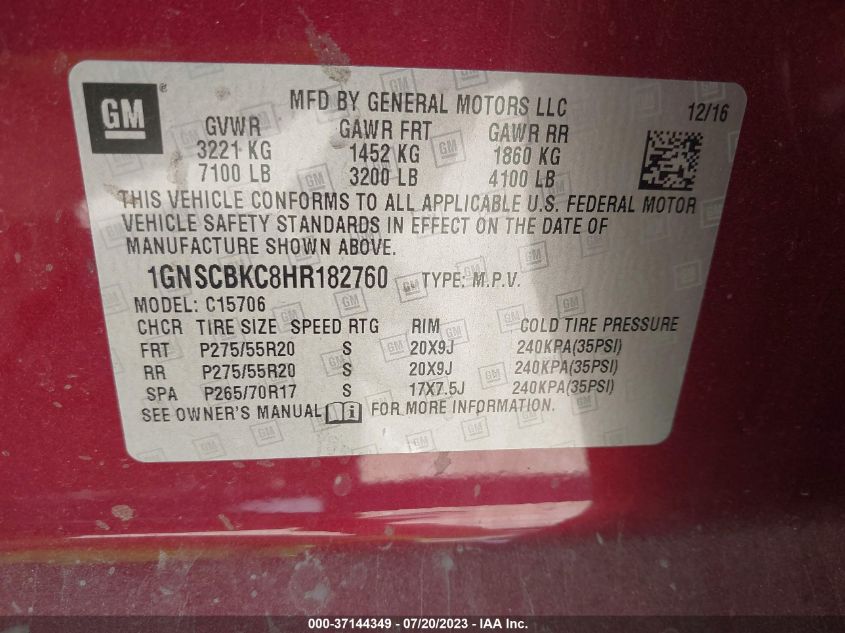 GM
MFD BY GENERAL MOTORS LLC 12/16
GVWR GAWR FRT GAWR RR
3221 KG 1452 KG 1860 KG
7100 LB 3200 LB 4100 LB
THIS VEHICLE CONFORMS TO ALL APPLICABLE U.S. FEDERAL MOTOR
VEHICLE SAFETY STANDARDS IN EFFECT ON THE DATE OF
MANUFACTURE SHOWN ABOVE.
1GNSCBKC8HR182760 TYPE: M.P.V.
MODEL: C15706
CHCR TIRE SIZE SPEED RTG RIM COLD TIRE PRESSURE
FRT P275/55R20 S 20X9J 240KPA(35PSI)
RR P275/55R20 S 20X9J 240KPA(35PSI)
SPA P265/70R17 S 17X7.5J 240KPA(35PSI)
SEE OWNER'S MANUAL FOR MORE INFORMATION.
000-37144349 - 07/20/2023 - IAA Inc.